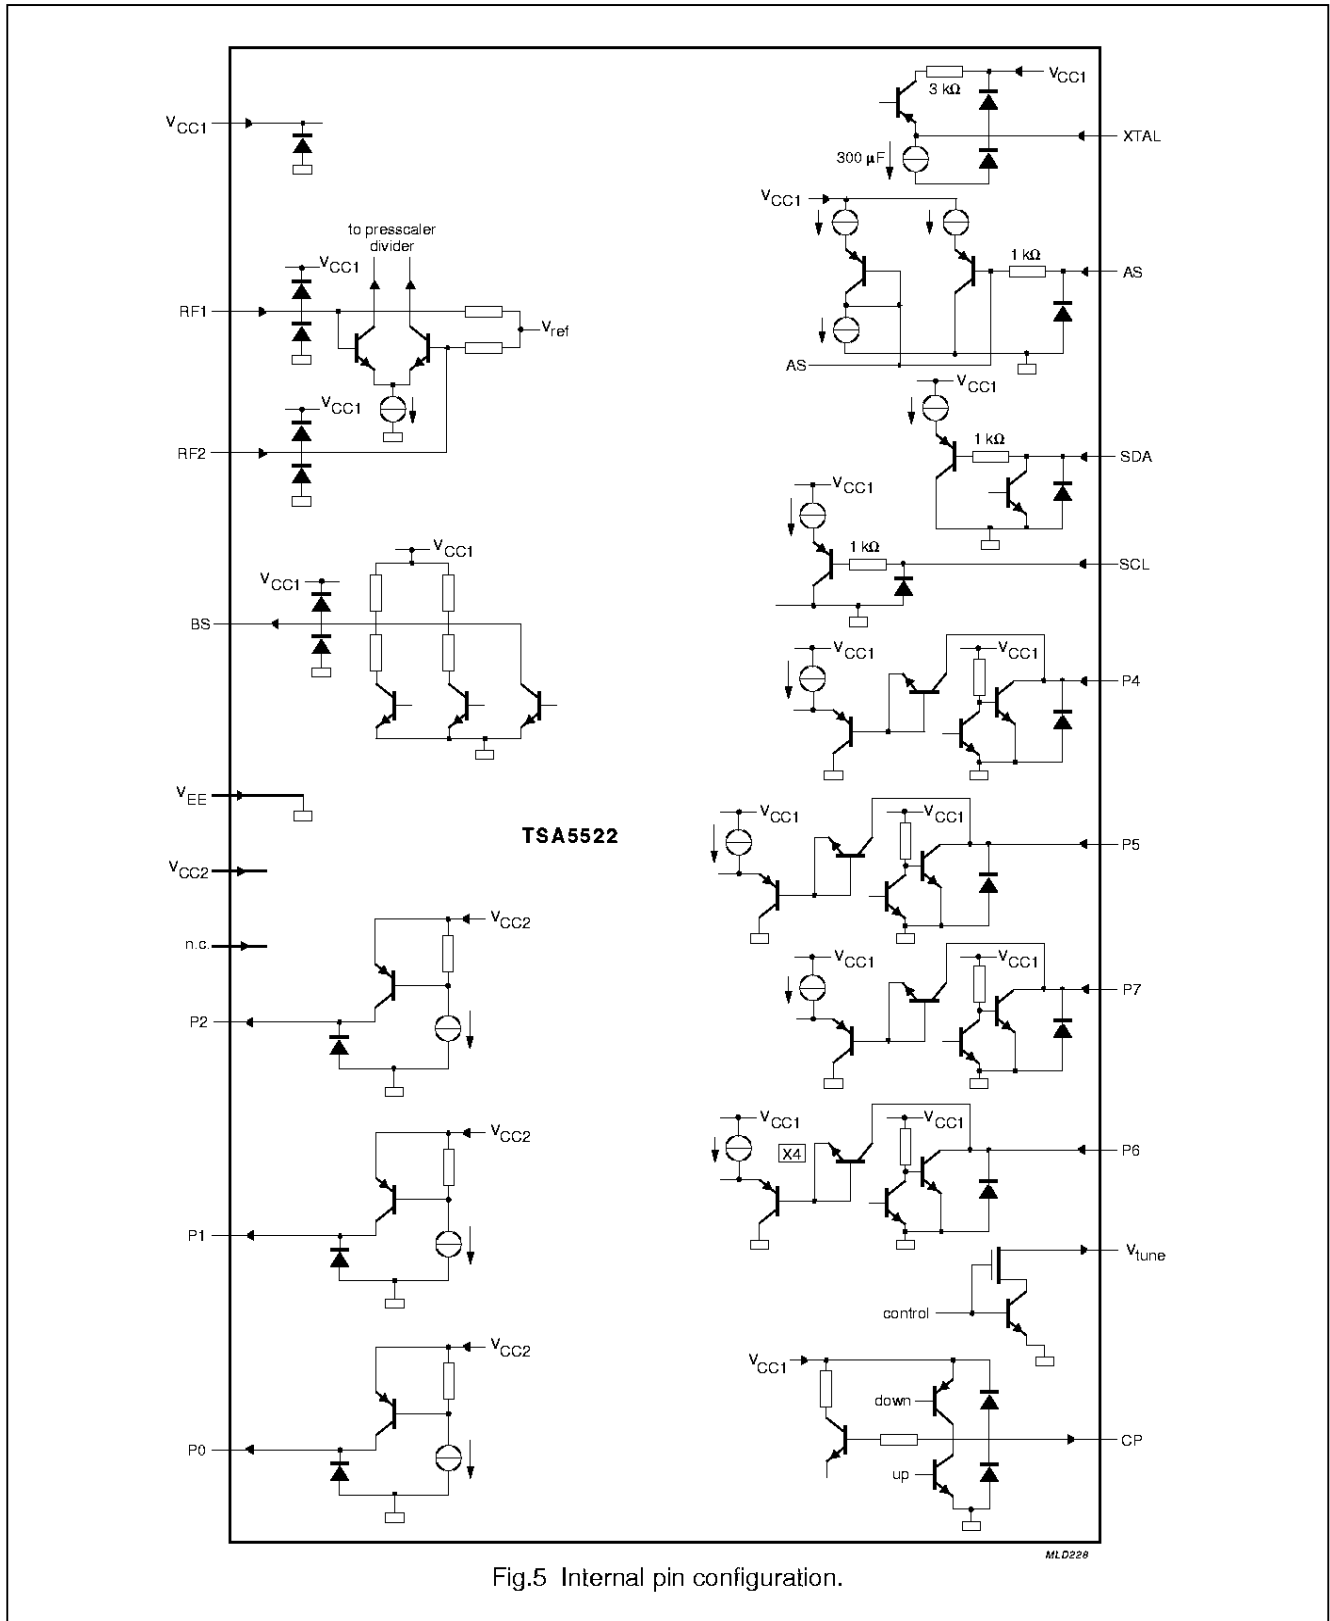 VCC1
to presscaler
divider
VCC1
RF1
Vref
VCC1
RF2
VCC1
VCC1
BS
VEE
VCC2
n.c.
VCC2
P2
VCC2
P1
VCC2
P0
TSA5522
VCC1
3 kΩ
XTAL
300 µF
VCC1
1 kΩ
AS
AS
VCC1
1 kΩ
SDA
VCC1
1 kΩ
SCL
VCC1
VCC1
P4
VCC1
VCC1
P5
VCC1
VCC1
P7
VCC1
VCC1
X4
P6
Vtune
control
VCC1
down
CP
up
MLD228
Fig.5 Internal pin configuration.